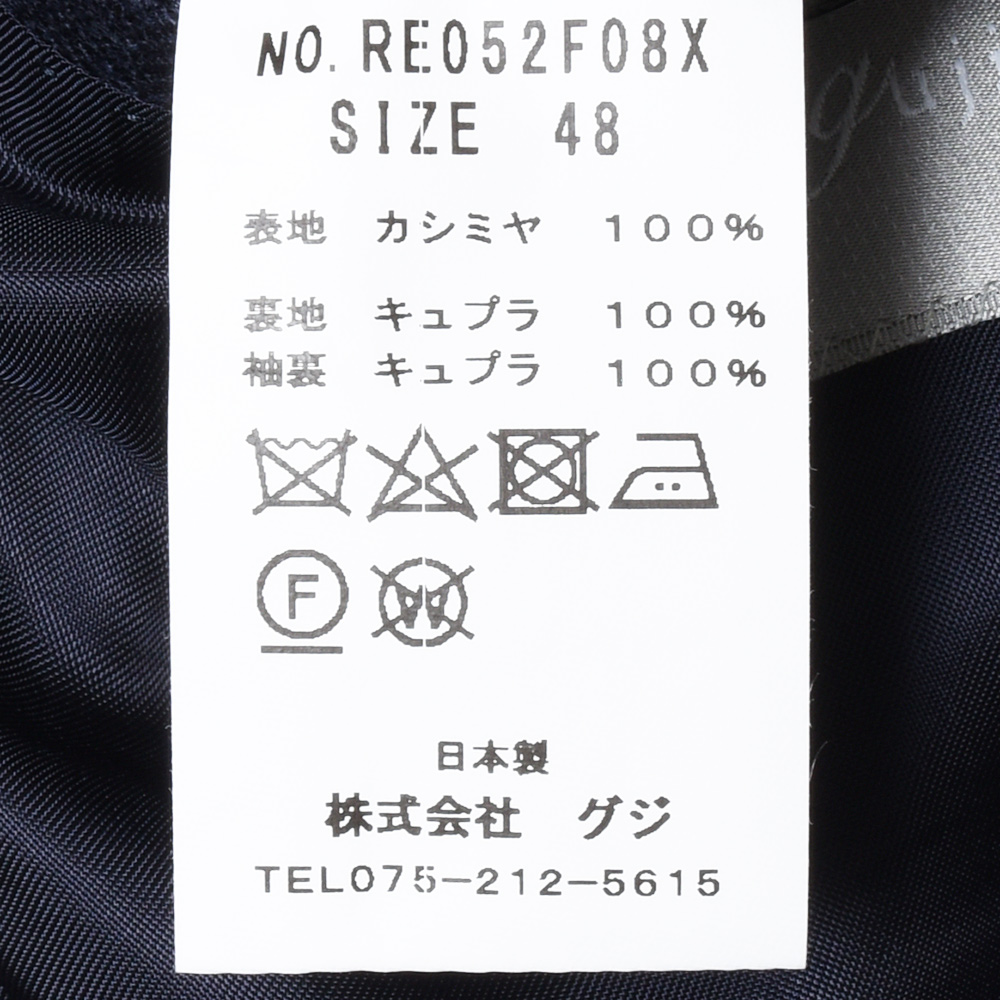 NO. RE052F08X
SIZE 48
guji
表地 カシミヤ 100%
裏地 キュプラ 100%
袖裏 キュプラ 100%
F
W
日本製
株式会社 グジ
TEL075-212-5615